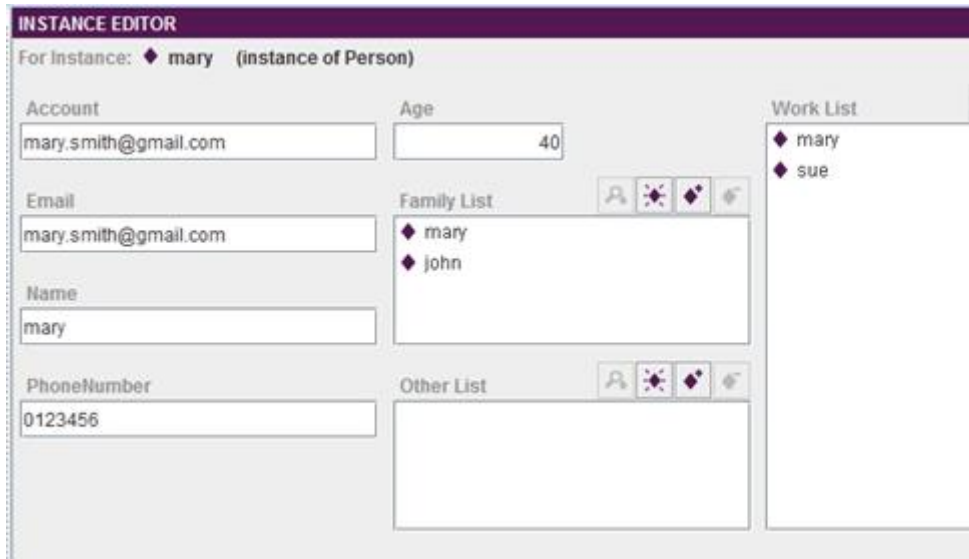 INSTANCE EDITOR
For Instance: mary (instance of Person)
Account
mary.smith@gmail.com
Email
mary.smith@gmail.com
Name
mary
PhoneNumber
0123456
Age
40
Family List
mary
john
Other List
Work List
mary
sue